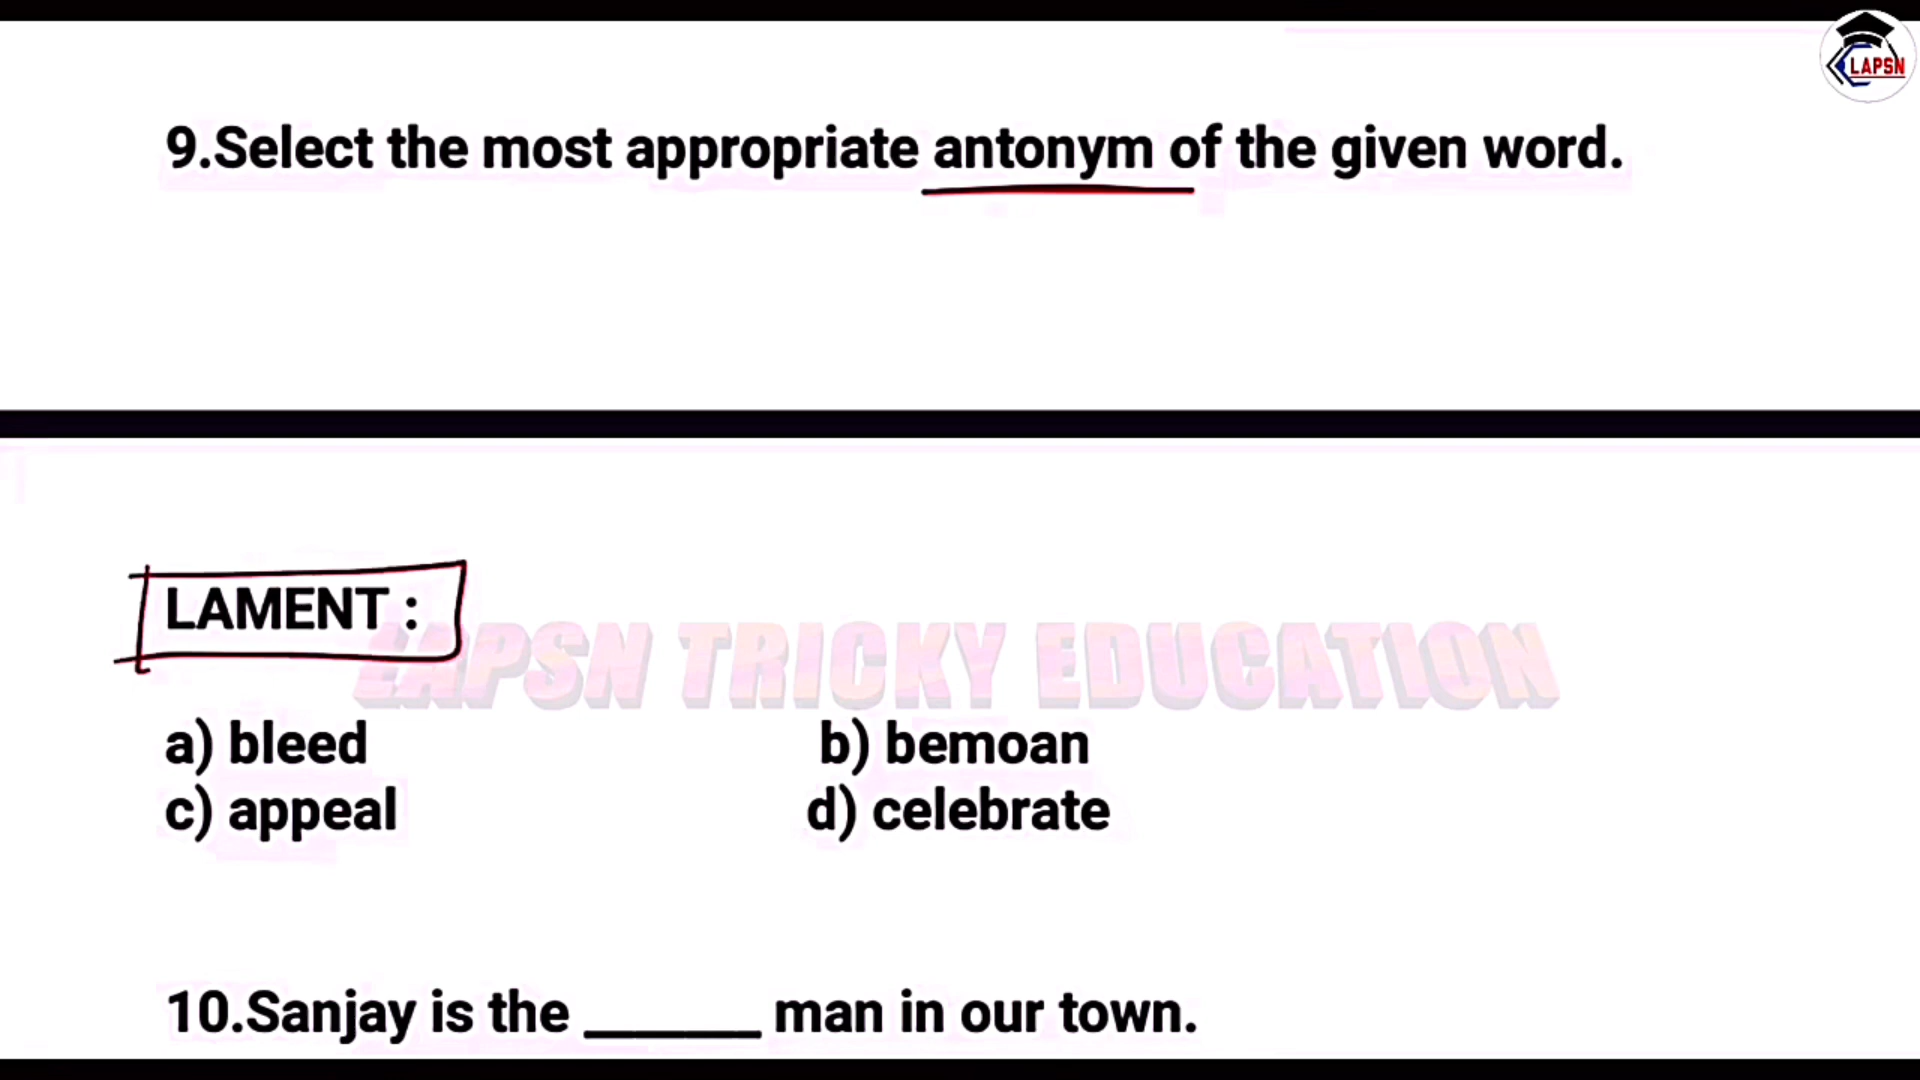 LAPSN
9.Select the most appropriate antonym of the given word.
LAMENT :
LAPSN TRICKY EDUCATION
a) bleed b) bemoan
c) appeal d) celebrate
10.Sanjay is the ______ man in our town.